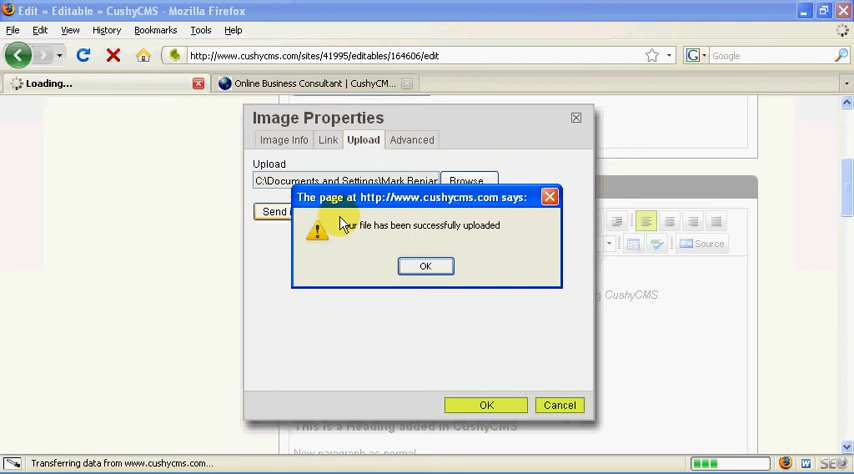 Edit » Editable » CushyCMS - Mozilla Firefox
File Edit View History Bookmarks Tools Help
http://www.cushycms.com/sites/41995/editables/164606/edit
Google
Loading...
Online Business Consultant | CushyCM...
Image Properties
Image Info Link Upload Advanced
Upload
C:\Documents and Settings\Mark Benjar
Browse...
Send i
The page at http://www.cushycms.com says:
ur file has been successfully uploaded
OK
Source
CushyCMS.
OK
Cancel
This is a Heading added in CushyCMS
New paragraph as normal
Transferring data from www.cushycms.com...
SEO